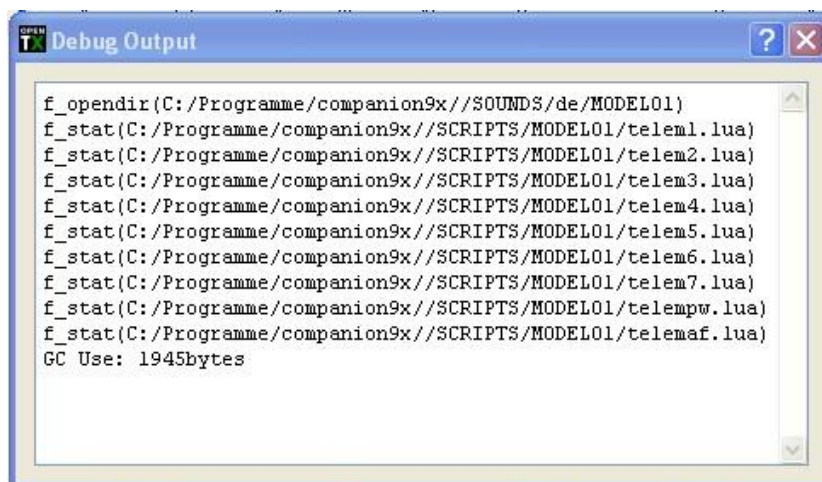 OPEN
TX Debug Output
f_opendir(C:/Programme/companion9x//SOUNDS/de/MODEL01)
f_stat(C:/Programme/companion9x//SCRIPTS/MODEL01/telem1.lua)
f_stat(C:/Programme/companion9x//SCRIPTS/MODEL01/telem2.lua)
f_stat(C:/Programme/companion9x//SCRIPTS/MODEL01/telem3.lua)
f_stat(C:/Programme/companion9x//SCRIPTS/MODEL01/telem4.lua)
f_stat(C:/Programme/companion9x//SCRIPTS/MODEL01/telem5.lua)
f_stat(C:/Programme/companion9x//SCRIPTS/MODEL01/telem6.lua)
f_stat(C:/Programme/companion9x//SCRIPTS/MODEL01/telem7.lua)
f_stat(C:/Programme/companion9x//SCRIPTS/MODEL01/telempw.lua)
f_stat(C:/Programme/companion9x//SCRIPTS/MODEL01/telemaf.lua)
GC Use: 1945bytes